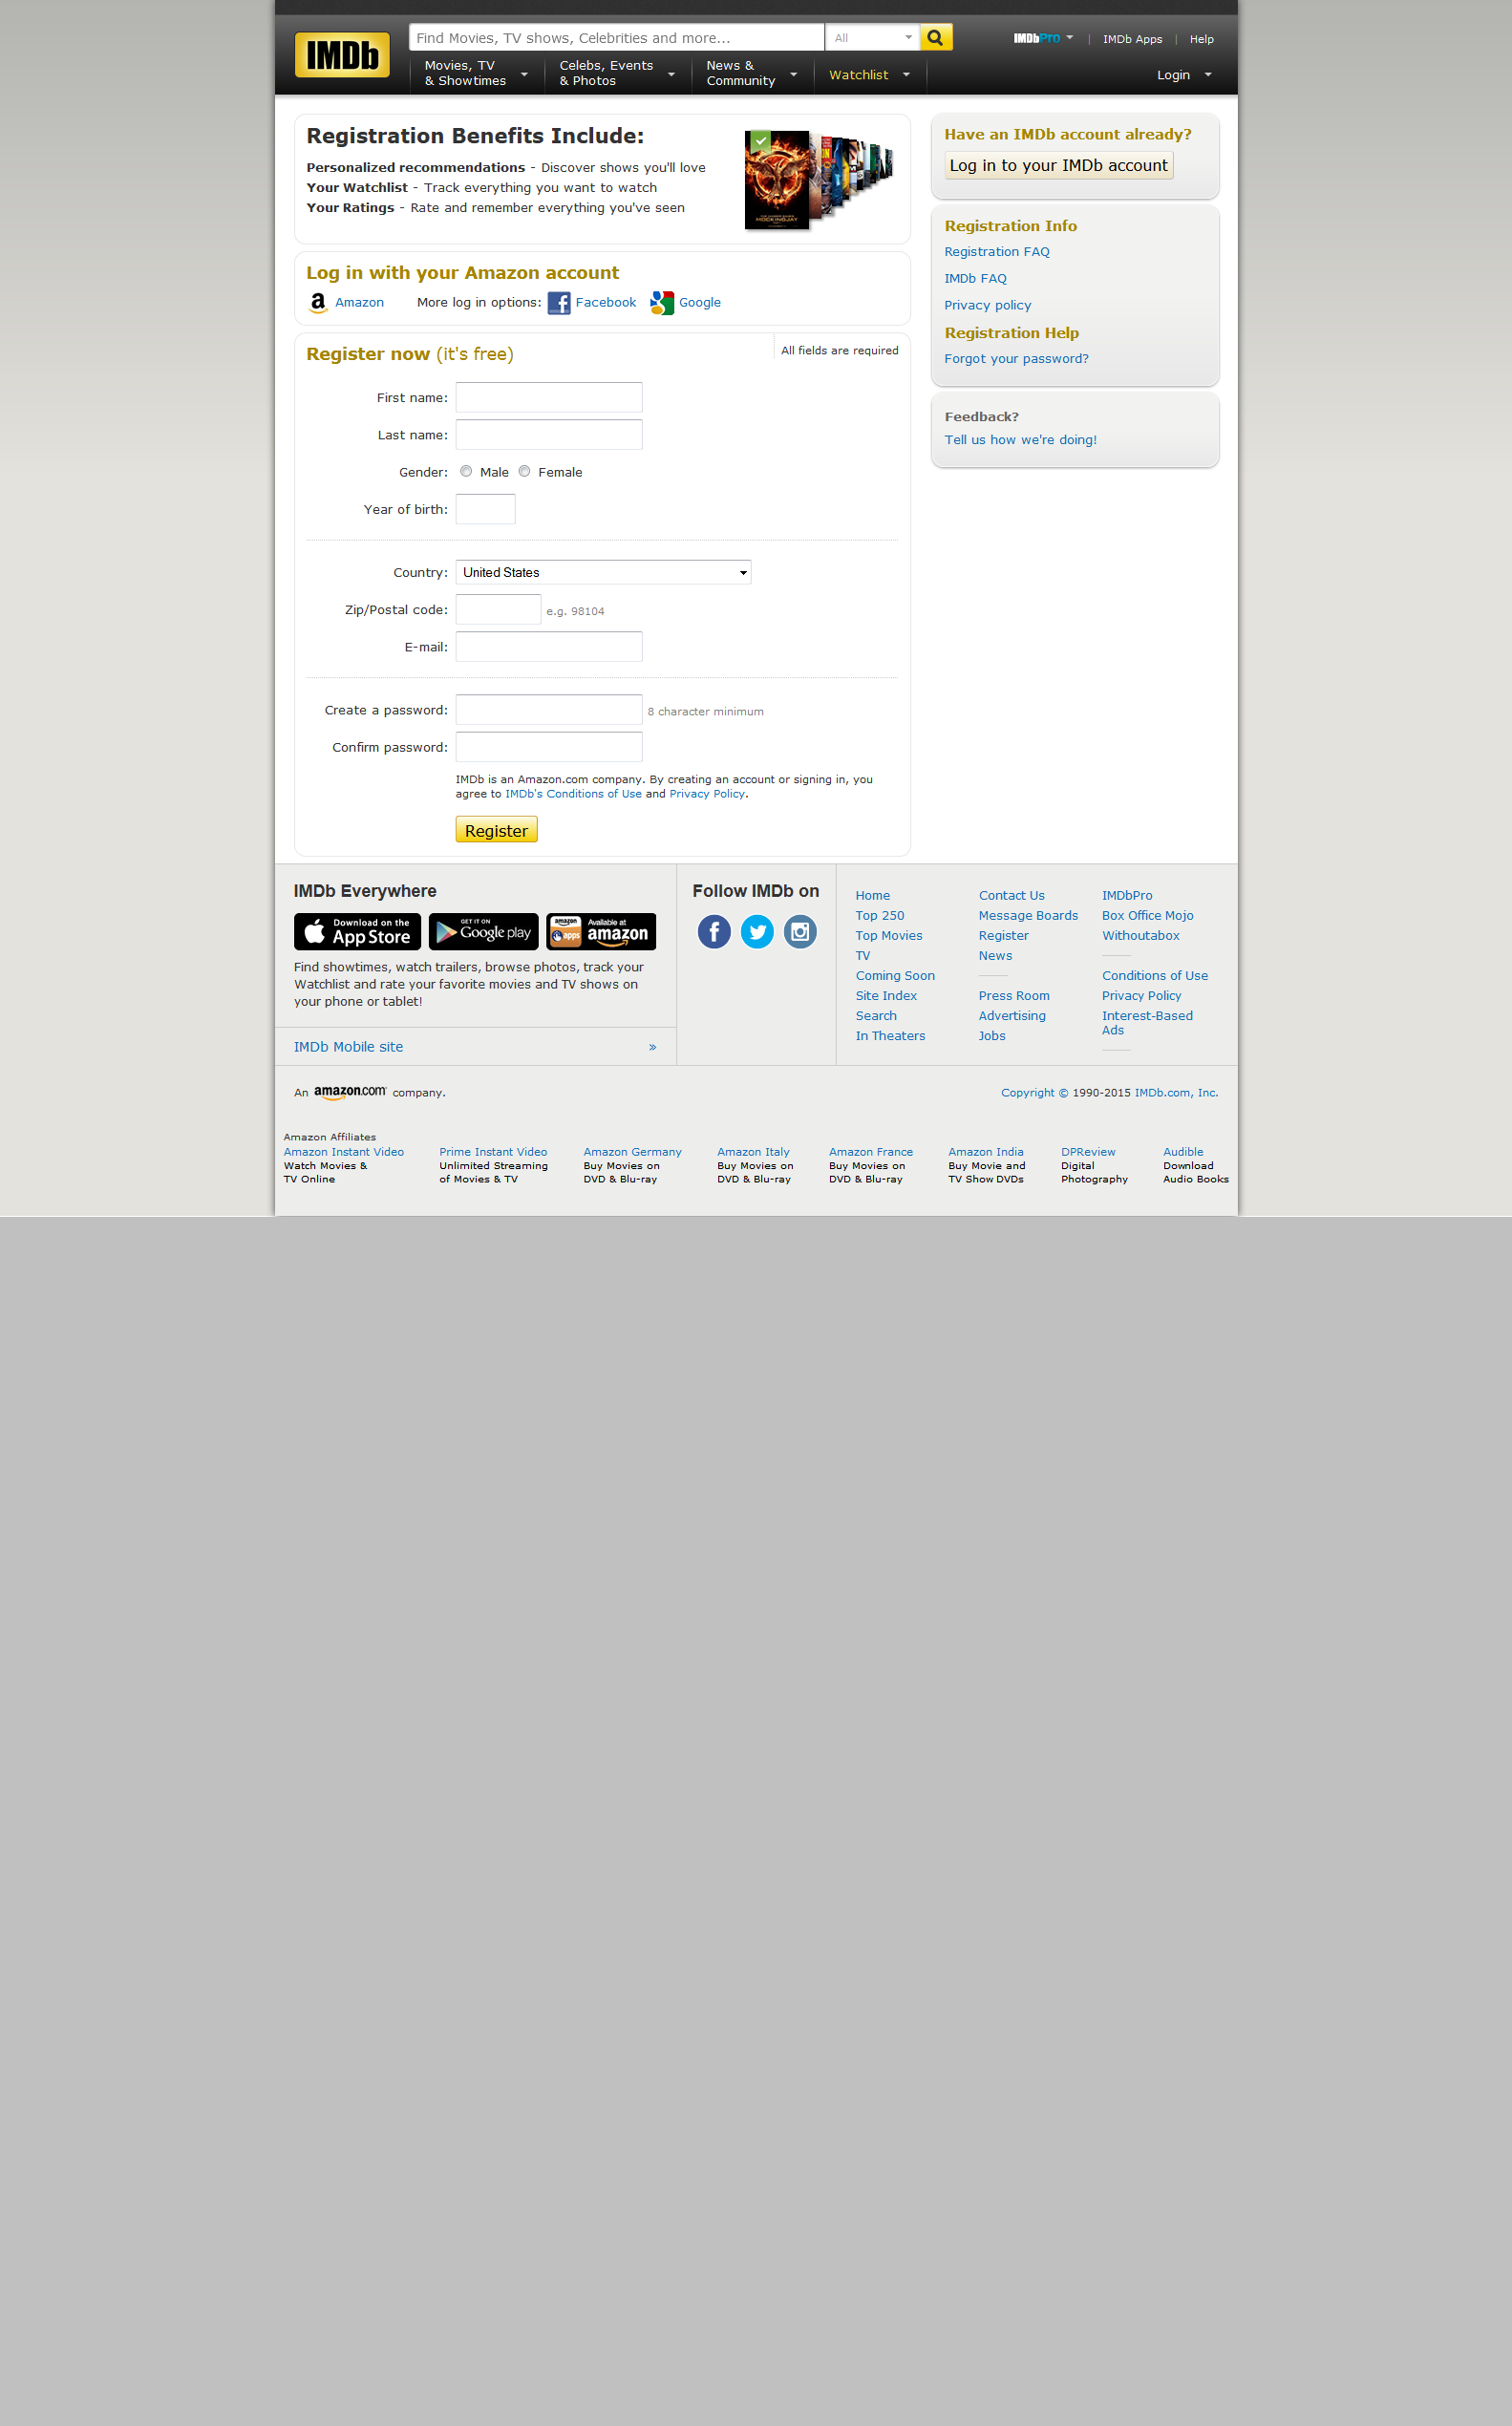 IMDb
Find Movies, TV shows, Celebrities and more...
All
IMDbPro | IMDb Apps | Help
Movies, TV
& Showtimes
Celebs, Events
& Photos
News &
Community
Watchlist
Login
Registration Benefits Include:
Personalized recommendations - Discover shows you'll love
Your Watchlist - Track everything you want to watch
Your Ratings - Rate and remember everything you've seen
MOCKINGJAY
Log in with your Amazon account
Amazon More log in options: Facebook Google
Register now (it's free)
All fields are required
First name:
Last name:
Gender: Male Female
Year of birth:
Country: United States
Zip/Postal code: e.g. 98104
E-mail:
Create a password: 8 character minimum
Confirm password:
IMDb is an Amazon.com company. By creating an account or signing in, you
agree to IMDb's Conditions of Use and Privacy Policy.
Register
Have an IMDb account already?
Log in to your IMDb account
Registration Info
Registration FAQ
IMDb FAQ
Privacy policy
Registration Help
Forgot your password?
Feedback?
Tell us how we're doing!
IMDb Everywhere
Download on the
App Store
GET IT ON
Google play
amazon
apps
Available at
amazon
Find showtimes, watch trailers, browse photos, track your
Watchlist and rate your favorite movies and TV shows on
your phone or tablet!
IMDb Mobile site »
Follow IMDb on
Home
Top 250
Top Movies
TV
Coming Soon
Site Index
Search
In Theaters
Contact Us
Message Boards
Register
News
Press Room
Advertising
Jobs
IMDbPro
Box Office Mojo
Withoutabox
Conditions of Use
Privacy Policy
Interest-Based
Ads
An amazon.com company.
Copyright © 1990-2015 IMDb.com, Inc.
Amazon Affiliates
Amazon Instant Video
Watch Movies &
TV Online
Prime Instant Video
Unlimited Streaming
of Movies & TV
Amazon Germany
Buy Movies on
DVD & Blu-ray
Amazon Italy
Buy Movies on
DVD & Blu-ray
Amazon France
Buy Movies on
DVD & Blu-ray
Amazon India
Buy Movie and
TV Show DVDs
DPReview
Digital
Photography
Audible
Download
Audio Books